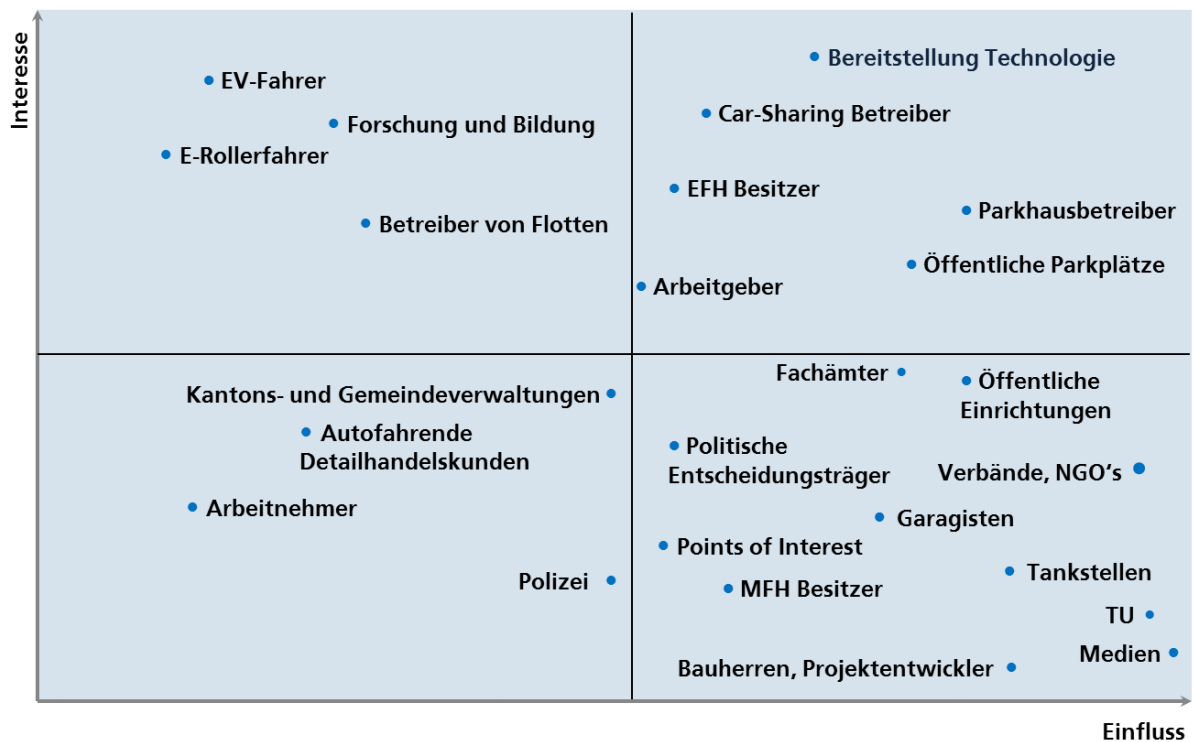 Interesse
Bereitstellung Technologie
EV-Fahrer
Car-Sharing Betreiber
Forschung und Bildung
E-Rollerfahrer
EFH Besitzer
Parkhausbetreiber
Betreiber von Flotten
Öffentliche Parkplätze
Arbeitgeber
Fachämter
Öffentliche
Einrichtungen
Kantons- und Gemeindeverwaltungen
Autofahrende
Detailhandelskunden
Politische
Entscheidungsträger
Verbände, NGO‘s
Arbeitnehmer
Garagisten
Points of Interest
Polizei
Tankstellen
MFH Besitzer
TU
Medien
Bauherren, Projektentwickler
Einfluss